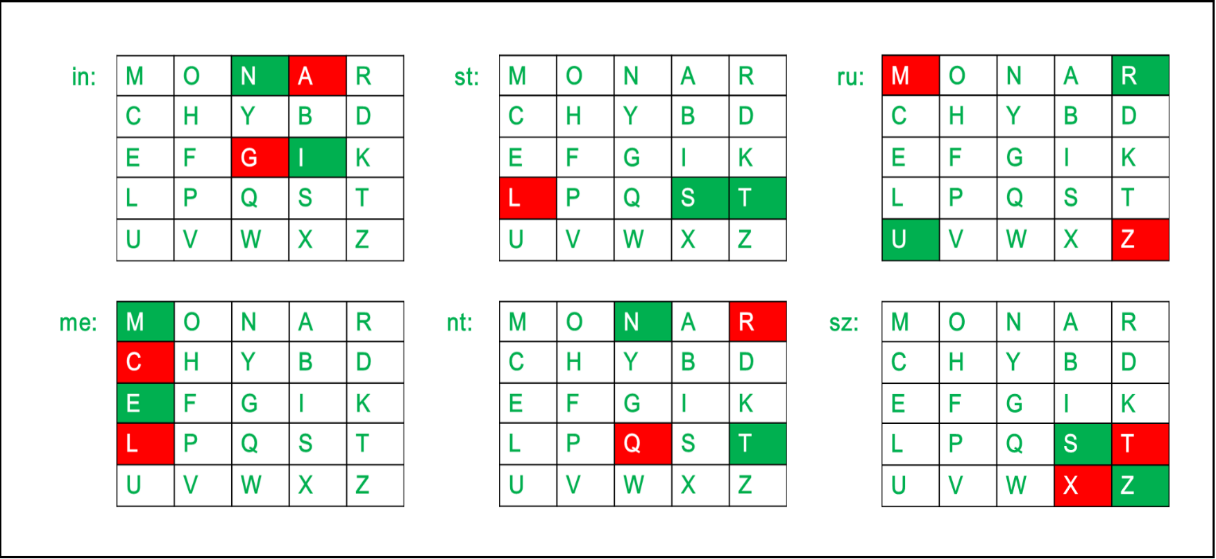 in: M O N A R st: M O N A R ru: M O N A R
C H Y B D C H Y B D C H Y B D
E F G I K E F G I K E F G I K
L P Q S T L P Q S T L P Q S T
U V W X Z U V W X Z U V W X Z
me: M O N A R nt: M O N A R sz: M O N A R
C H Y B D C H Y B D C H Y B D
E F G I K E F G I K E F G I K
L P Q S T L P Q S T L P Q S T
U V W X Z U V W X Z U V W X Z